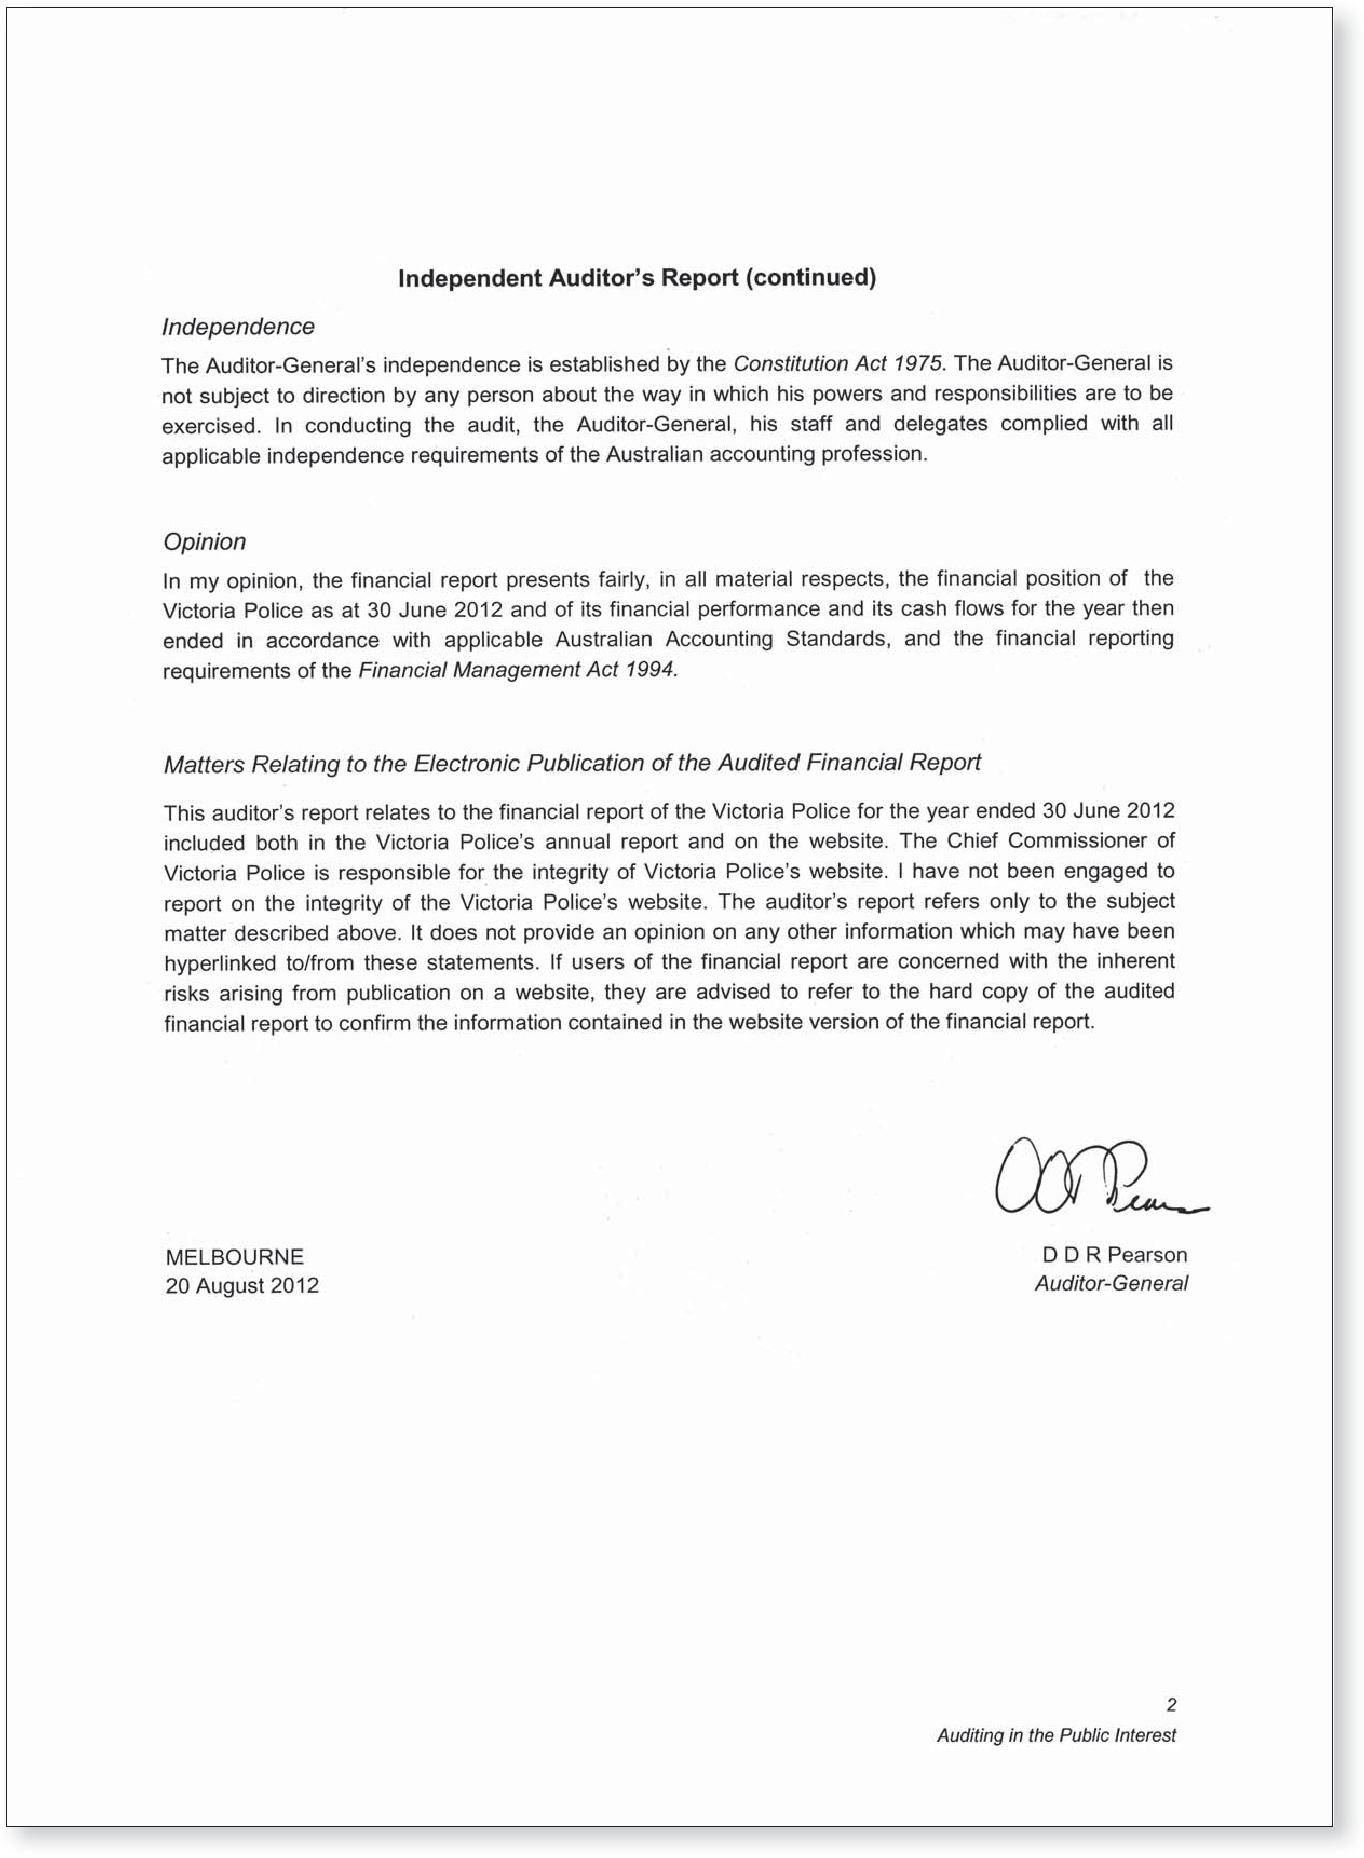 Independent Auditor's Report (continued)
Independence
The Auditor-General's independence is established by the Constitution Act 1975. The Auditor-General is
not subject to direction by any person about the way in which his powers and responsibilities are to be
exercised. In conducting the audit, the Auditor-General, his staff and delegates complied with all
applicable independence requirements of the Australian accounting profession.
Opinion
In my opinion, the financial report presents fairly, in all material respects, the financial position of the
Victoria Police as at 30 June 2012 and of its financial performance and its cash flows for the year then
ended in accordance with applicable Australian Accounting Standards, and the financial reporting
requirements of the Financial Management Act 1994.
Matters Relating to the Electronic Publication of the Audited Financial Report
This auditor's report relates to the financial report of the Victoria Police for the year ended 30 June 2012
included both in the Victoria Police's annual report and on the website. The Chief Commissioner of
Victoria Police is responsible for the integrity of Victoria Police's website. I have not been engaged to
report on the integrity of the Victoria Police's website. The auditor's report refers only to the subject
matter described above. It does not provide an opinion on any other information which may have been
hyperlinked to/from these statements. If users of the financial report are concerned with the inherent
risks arising from publication on a website, they are advised to refer to the hard copy of the audited
financial report to confirm the information contained in the website version of the financial report.
MELBOURNE
20 August 2012
D D R Pearson
Auditor-General
2
Auditing in the Public Interest